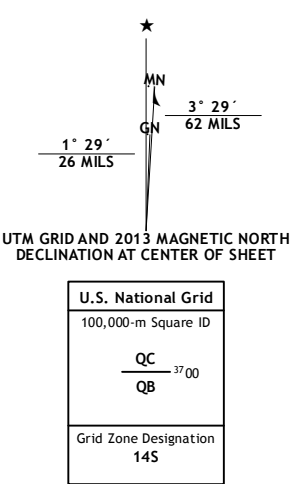 ★
MN
3° 29´
62 MILS
GN
1° 29´
26 MILS
UTM GRID AND 2013 MAGNETIC NORTH
DECLINATION AT CENTER OF SHEET
U.S. National Grid
100,000-m Square ID
QC
3700
QB
Grid Zone Designation
14S